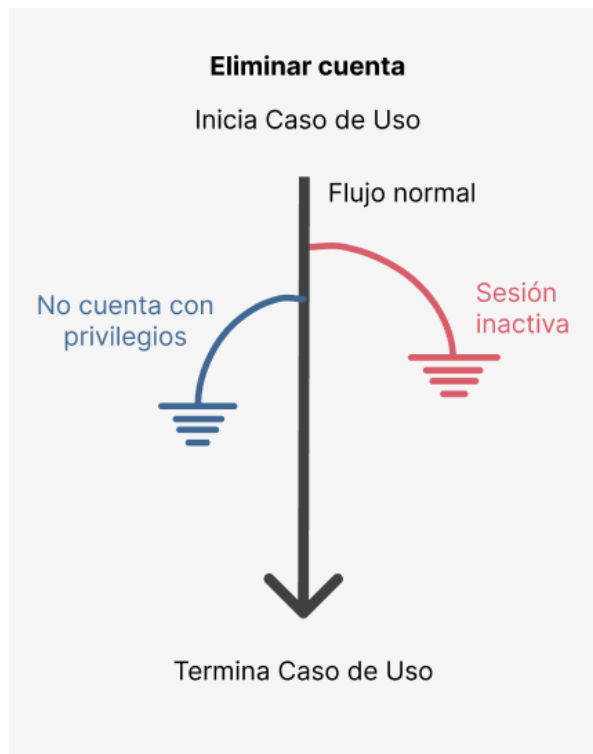 Eliminar cuenta
Inicia Caso de Uso
Flujo normal
No cuenta con
privilegios
Sesión
inactiva
Termina Caso de Uso